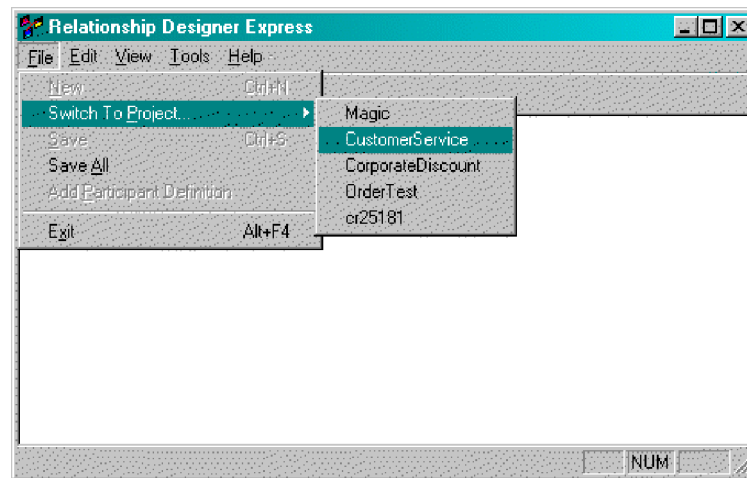 Relationship Designer Express
File Edit View Tools Help
New Ctrl+N
Switch To Project....
Save Ctrl+S
Save All
Add Participant Definition
Exit Alt+F4
Magic
CustomerService
CorporateDiscount
OrderTest
cr25181
NUM